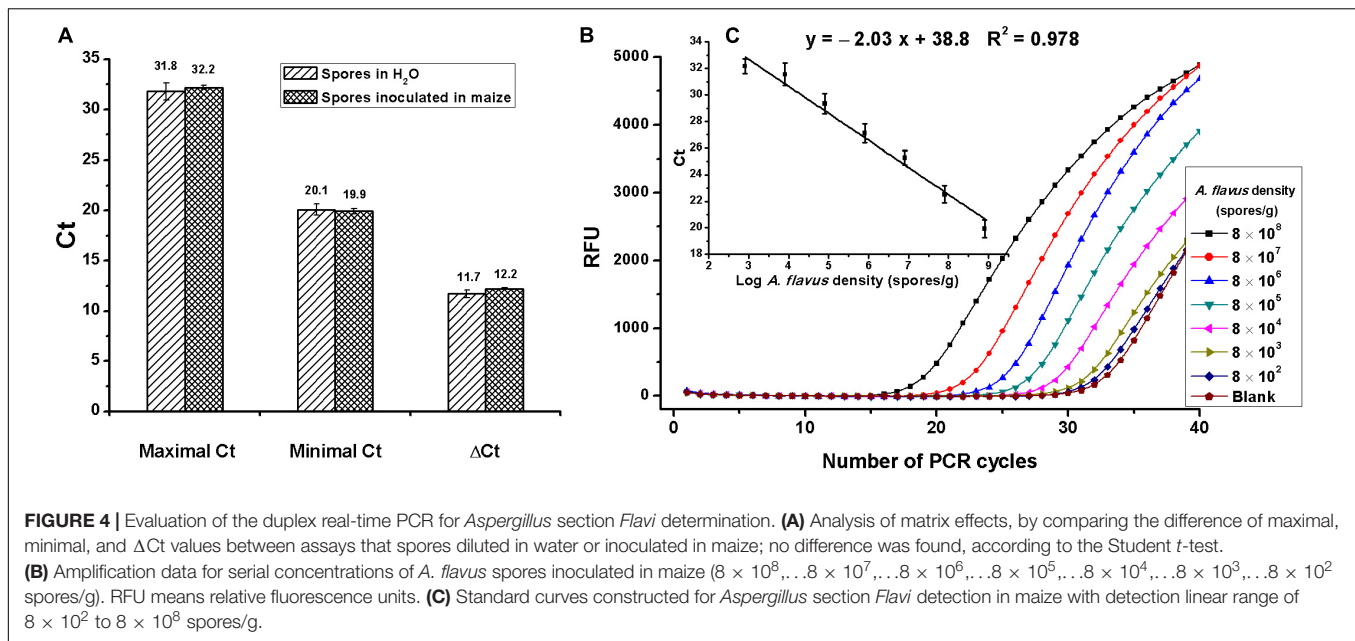 A
35
30
25
20
15
10
5
0
Ct
31.8
32.2
20.1
19.9
11.7
12.2
Spores in H₂O
Spores inoculated in maize
Maximal Ct
Minimal Ct
ΔCt
B
5000
4000
3000
2000
1000
0
RFU
0
10
20
30
40
Number of PCR cycles
C
y = − 2.03 x + 38.8 R² = 0.978
34
32
30
28
26
24
22
20
18
Ct
2
3
4
5
6
7
8
9
Log A. flavus density (spores/g)
A. flavus density
(spores/g)
8 × 10⁸
8 × 10⁷
8 × 10⁶
8 × 10⁵
8 × 10⁴
8 × 10³
8 × 10²
Blank
FIGURE 4 | Evaluation of the duplex real-time PCR for Aspergillus section Flavi determination. (A) Analysis of matrix effects, by comparing the difference of maximal,
minimal, and ΔCt values between assays that spores diluted in water or inoculated in maize; no difference was found, according to the Student t-test.
(B) Amplification data for serial concentrations of A. flavus spores inoculated in maize (8 × 10⁸,...8 × 10⁷,...8 × 10⁶,...8 × 10⁵,...8 × 10⁴,...8 × 10³,...8 × 10²
spores/g). RFU means relative fluorescence units. (C) Standard curves constructed for Aspergillus section Flavi detection in maize with detection linear range of
8 × 10² to 8 × 10⁸ spores/g.